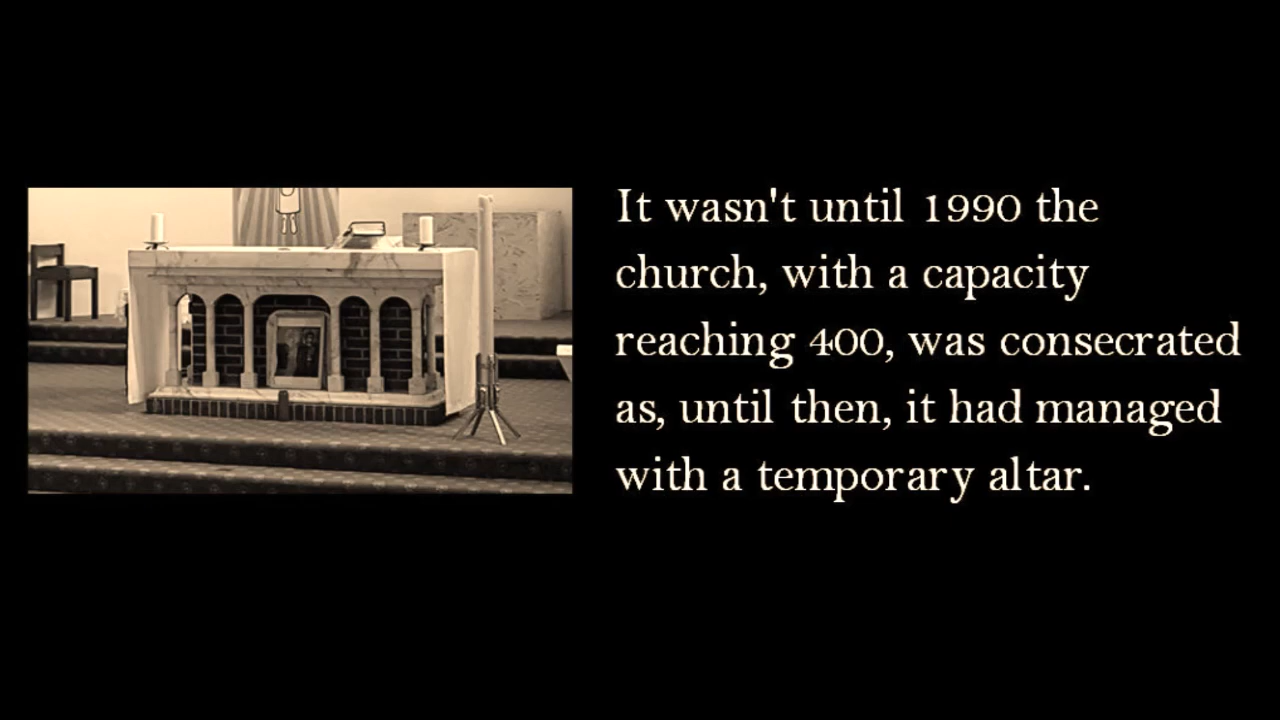 It wasn't until 1990 the
church, with a capacity
reaching 400, was consecrated
as, until then, it had managed
with a temporary altar.